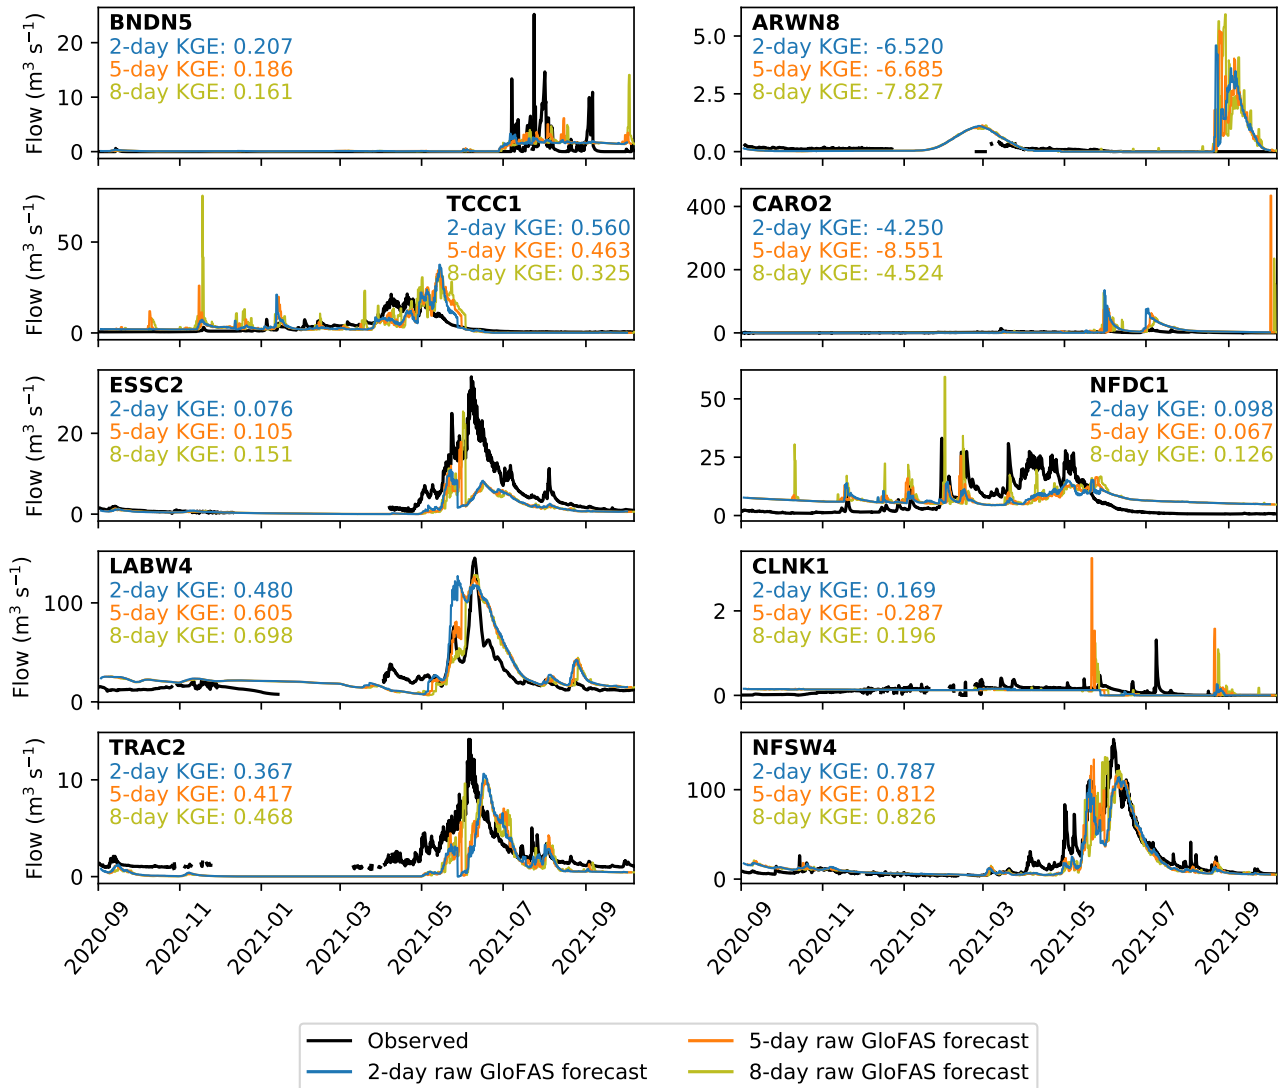 BNDN5
2-day KGE: 0.207
5-day KGE: 0.186
8-day KGE: 0.161
Flow (m³ s⁻¹)
20
10
0
ARWN8
2-day KGE: -6.520
5-day KGE: -6.685
8-day KGE: -7.827
5.0
2.5
0.0
TCCC1
2-day KGE: 0.560
5-day KGE: 0.463
8-day KGE: 0.325
Flow (m³ s⁻¹)
50
0
CARO2
2-day KGE: -4.250
5-day KGE: -8.551
8-day KGE: -4.524
400
200
0
ESSC2
2-day KGE: 0.076
5-day KGE: 0.105
8-day KGE: 0.151
Flow (m³ s⁻¹)
20
0
NFDC1
2-day KGE: 0.098
5-day KGE: 0.067
8-day KGE: 0.126
50
25
0
LABW4
2-day KGE: 0.480
5-day KGE: 0.605
8-day KGE: 0.698
Flow (m³ s⁻¹)
100
0
CLNK1
2-day KGE: 0.169
5-day KGE: -0.287
8-day KGE: 0.196
2
0
TRAC2
2-day KGE: 0.367
5-day KGE: 0.417
8-day KGE: 0.468
Flow (m³ s⁻¹)
10
0
NFSW4
2-day KGE: 0.787
5-day KGE: 0.812
8-day KGE: 0.826
100
0
2020-09
2020-11
2021-01
2021-03
2021-05
2021-07
2021-09
2020-09
2020-11
2021-01
2021-03
2021-05
2021-07
2021-09
Observed
2-day raw GloFAS forecast
5-day raw GloFAS forecast
8-day raw GloFAS forecast